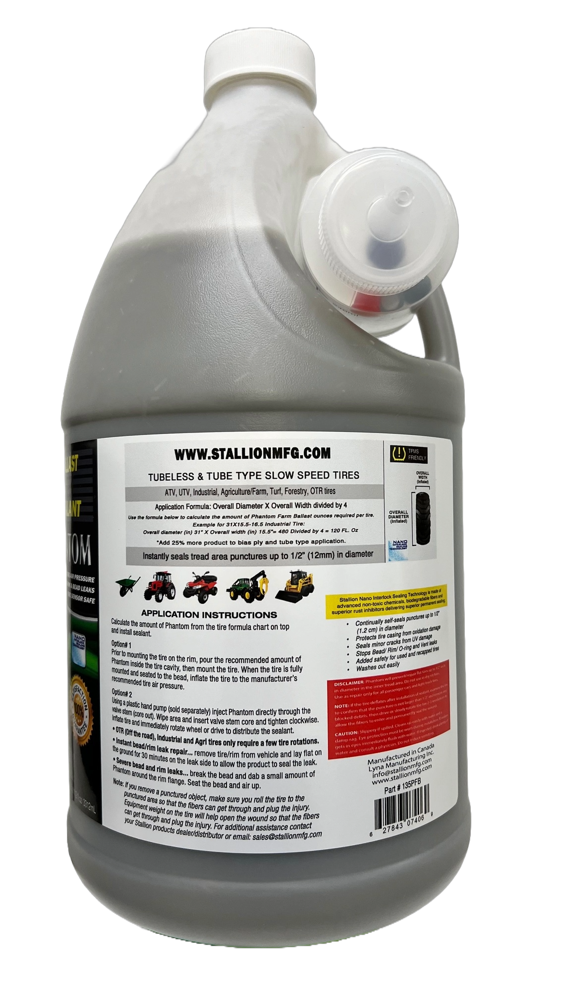 WWW.STALLIONMFG.COM
TUBELESS & TUBE TYPE SLOW SPEED TIRES
ATV, UTV, Industrial, Agriculture/Farm, Turf, Forestry, OTR tires
Application Formula: Overall Diameter X Overall Width divided by 4
Use the formula below to calculate the amount of Phantom Farm Ballast ounces required per tire.
Example for 31X15.5-16.5 Industrial Tire:
Overall diameter (in) 31" X Overall width (in) 15.5"= 480 Divided by 4 = 120 FL. Oz
*Add 25% more product to bias ply and tube type application.
Instantly seals tread area punctures up to 1/2" (12mm) in diameter
TPMS
FRIENDLY
OVERALL
WIDTH
(Inflated)
OVERALL
DIAMETER
(Inflated)
NANO
INTERLOCK
SEALING
TECHNOLOGY
LAST
LANT
TOM
AIR PRESSURE
& BEAD LEAKS
SENSOR SAFE
NANO
INTERLOCK
SEALING
TECHNOLOGY
SATISFACTION
100%
GUARANTEE
3312mL
APPLICATION INSTRUCTIONS
Calculate the amount of Phantom from the tire formula chart on top
and install sealant.
Option# 1
Prior to mounting the tire on the rim, pour the recommended amount of
Phantom inside the tire cavity, then mount the tire. When the tire is fully
mounted and seated to the bead, inflate the tire to the manufacturer's
recommended tire air pressure.
Option# 2
Using a plastic hand pump (sold separately) inject Phantom directly through the
valve stem (core out). Wipe area and insert valve stem core and tighten clockwise.
Inflate tire and immediately rotate wheel or drive to distribute the sealant.
• OTR (Off the road), Industrial and Agri tires only require a few tire rotations.
• Instant bead/rim leak repair... remove tire/rim from vehicle and lay flat on
the ground for 30 minutes on the leak side to allow the product to seal the leak.
• Severe bead and rim leaks... break the bead and dab a small amount of
Phantom around the rim flange. Seat the bead and air up.
Note: If you remove a punctured object, make sure you roll the tire to the
punctured area so that the fibers can get through and plug the injury.
Equipment weight on the tire will help open the wound so that the fibers
can get through and plug the injury. For additional assistance contact
your Stallion products dealer/distributor or email: sales@stallionmfg.com
Stallion Nano Interlock Sealing Technology is made of
advanced non-toxic chemicals, biodegradable fibers and
superior rust inhibitors delivering superior permanent sealing.
• Continually self-seals punctures up to 1/2"
(1.2 cm) in diameter
• Protects tire casing from oxidation damage
• Seals minor cracks from UV damage
• Stops Bead/ Rim/ O-ring and Vent leaks
• Added safety for used and recapped tires
• Washes out easily
DISCLAIMER: Phantom will prevent/repair flat tires up to 1/2" inch
in diameter in the inner tread area. Do not use in dry rot tires.
Use as repair only for all passenger cars and light truck tires.
NOTE: If the tire deflates after installation of sealant, examine the tire
to confirm that the puncture is not larger than 1/2" and remove any
blocked debris, then drive or slowly rotate the tire 2-3 revolutions to
allow the fibers to enter and permanently seal the wound.
CAUTION: Slippery if spilled. Cleans up easily with water and a
damp rag. Eye protection must be worn during installation. If sealant
gets in eyes immediately flush with water. If ingested, drink plenty of
water and consult a physician. Do not induce vomiting.
Manufactured in Canada
Lyna Manufacturing Inc.
info@stallionmfg.com
www.stallionmfg.com
Part # 135PFB
6 27843 07406 9